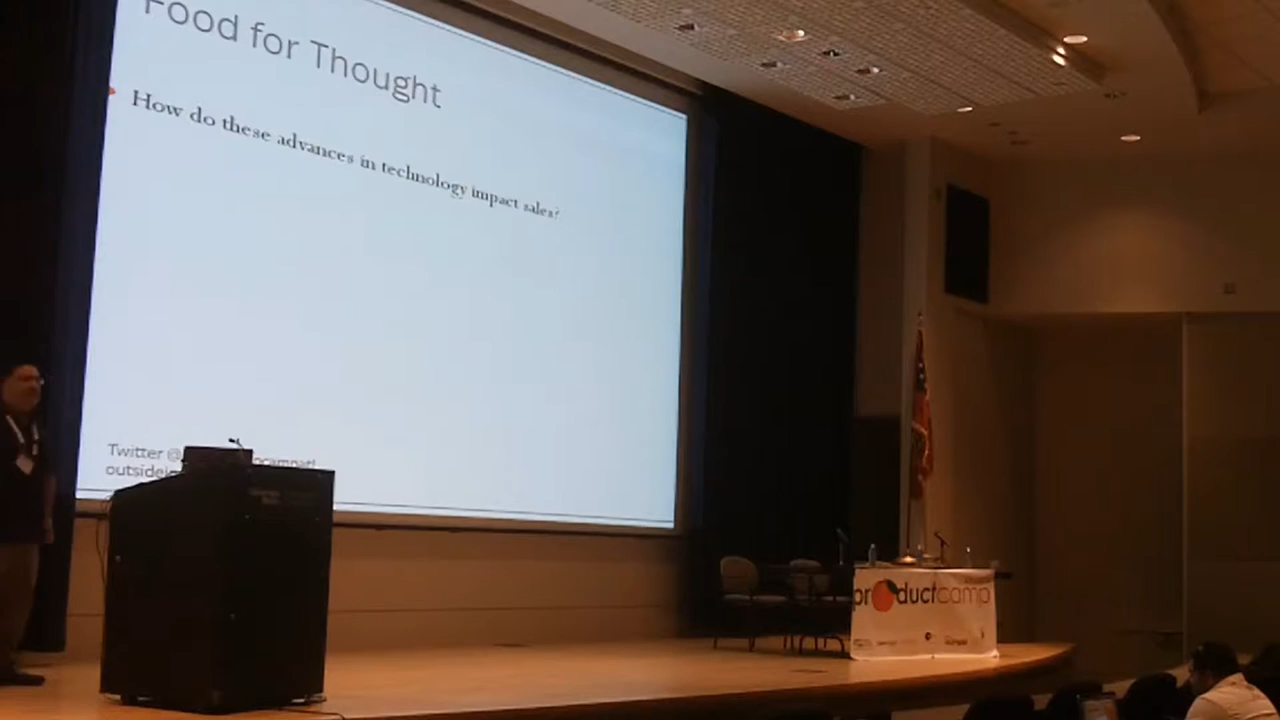 Food for Thought
How do these advances in technology impact sales?
Twitter @
productcamp